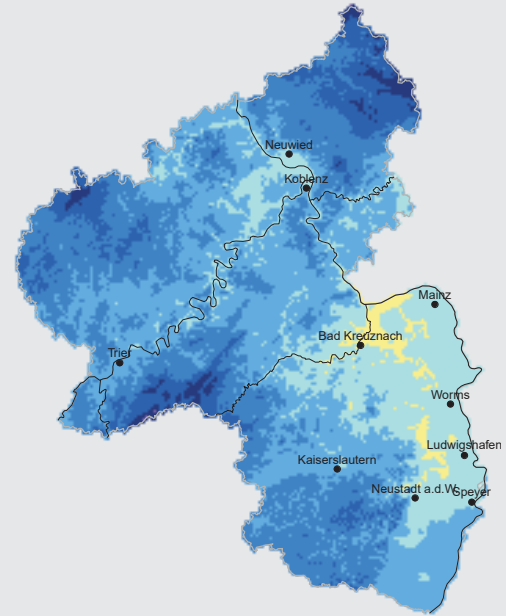 Neuwied
Koblenz
Mainz
Bad Kreuznach
Trier
Worms
Ludwigshafen
Kaiserslautern
Neustadt a.d.W.
Speyer